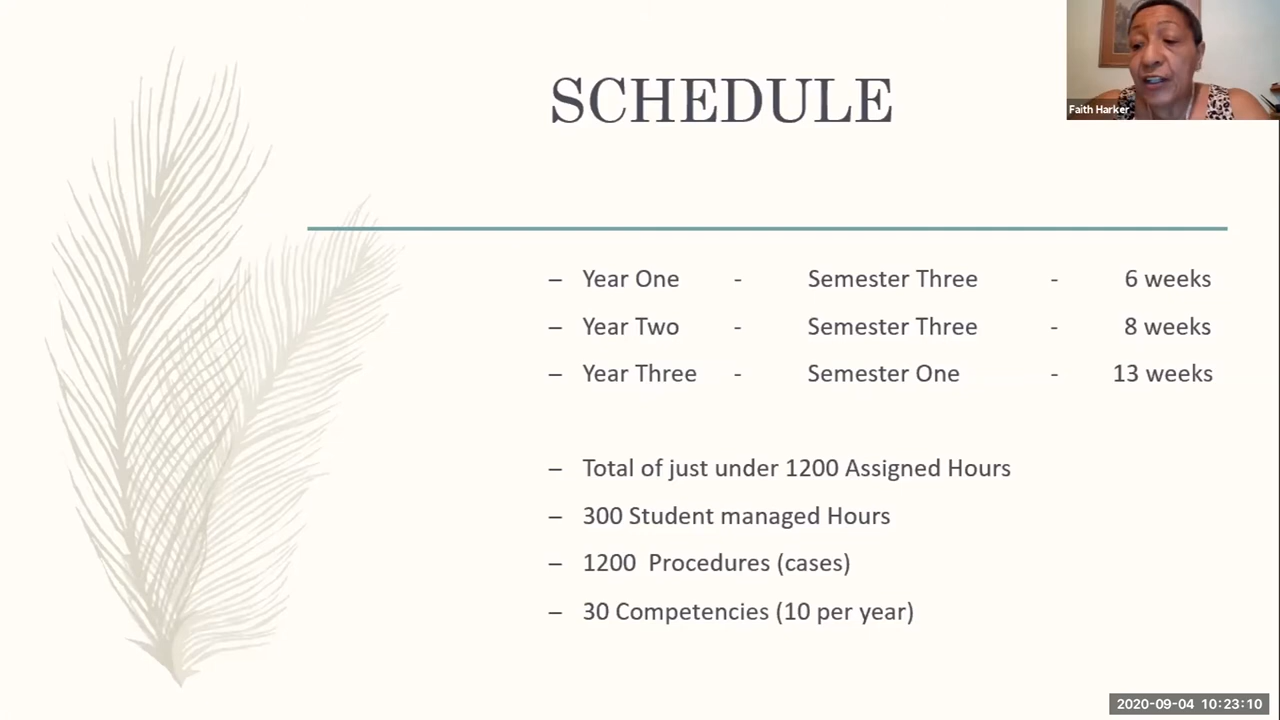 SCHEDULE
Faith Harker
– Year One - Semester Three - 6 weeks
– Year Two - Semester Three - 8 weeks
– Year Three - Semester One - 13 weeks
– Total of just under 1200 Assigned Hours
– 300 Student managed Hours
– 1200 Procedures (cases)
– 30 Competencies (10 per year)
2020-09-04 10:23:10